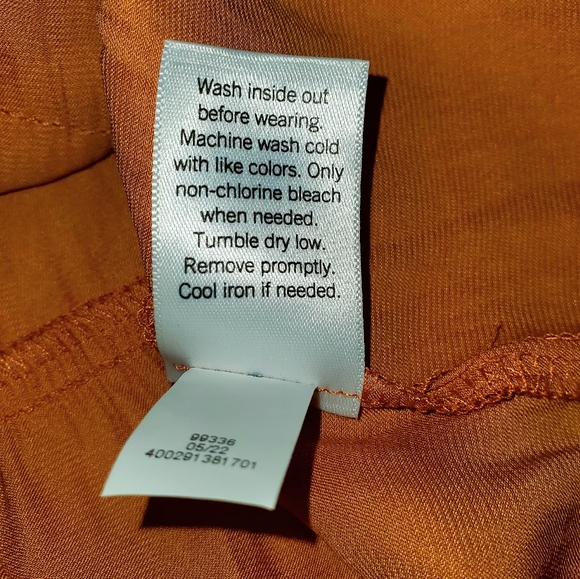 Wash inside out
before wearing.
Machine wash cold
with like colors. Only
non-chlorine bleach
when needed.
Tumble dry low.
Remove promptly.
Cool iron if needed.
99336
05/22
400291381701